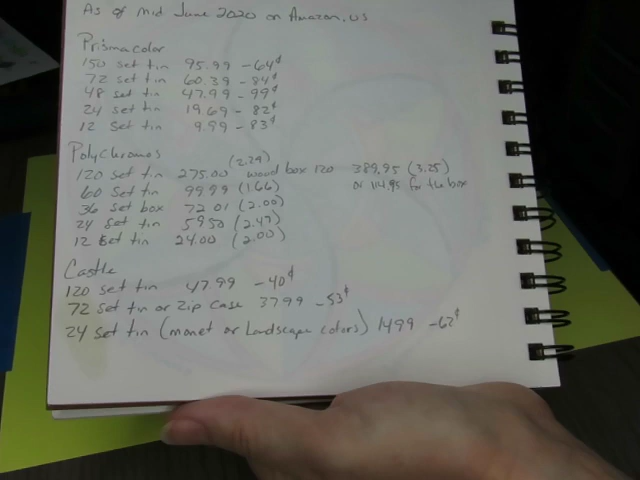 As of mid June 2020 on Amazon.us
Prismacolor
150 set tin 95.99 - 64¢
72 set tin 60.39 - 84¢
48 set tin 47.99 - 99¢
24 set tin 19.69 - 82¢
12 set tin 9.99 - 83¢
Polychromos
120 set tin 275.00 (2.29) wood box 120 389.95 (3.25)
60 set tin 99.99 (1.66) or 114.95 for the box
36 set box 72.01 (2.00)
24 set tin 59.50 (2.47)
12 set tin 24.00 (2.00)
Castle
120 set tin 47.99 - 40¢
72 set tin or zip case 37.99 - 53¢
24 set tin (monet or landscape colors) 14.99 - 62¢